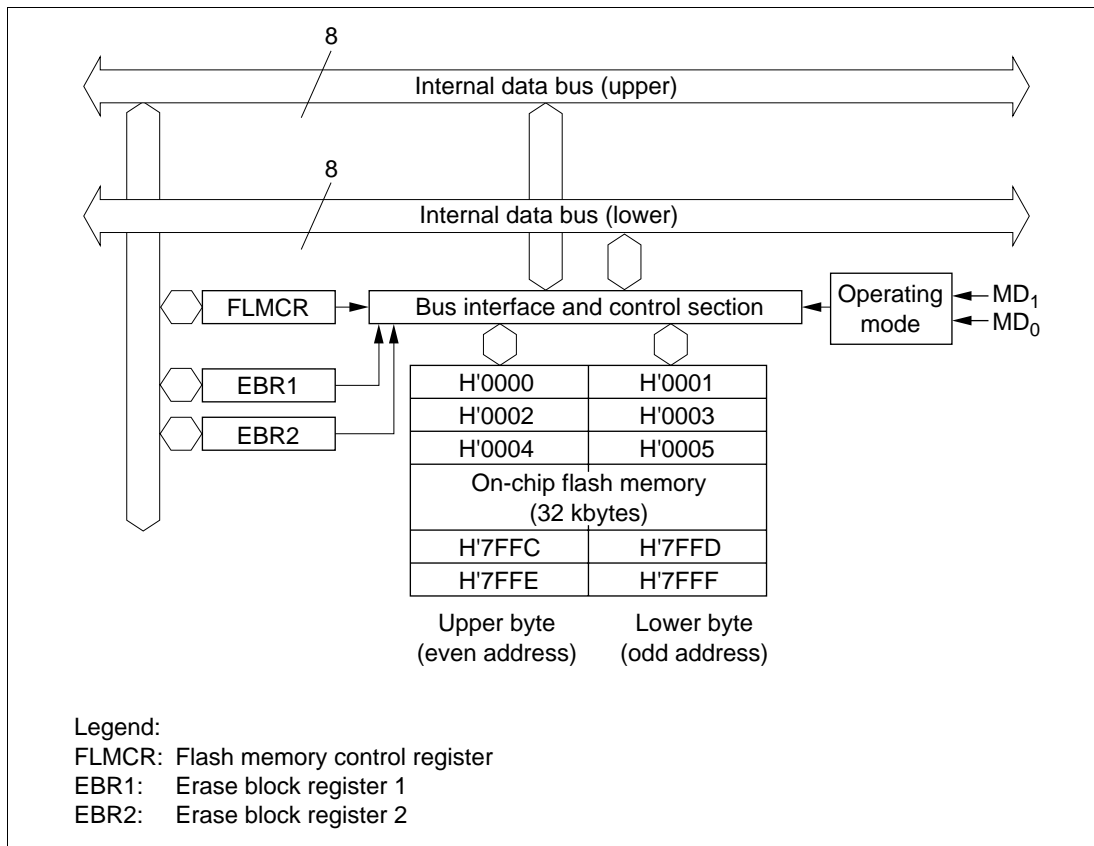 8
Internal data bus (upper)
8
Internal data bus (lower)
FLMCR
Bus interface and control section
Operating
mode
MD1
MD0
EBR1
EBR2
H'0000 H'0001
H'0002 H'0003
H'0004 H'0005
On-chip flash memory
(32 kbytes)
H'7FFC H'7FFD
H'7FFE H'7FFF
Upper byte
(even address)
Lower byte
(odd address)
Legend:
FLMCR: Flash memory control register
EBR1: Erase block register 1
EBR2: Erase block register 2